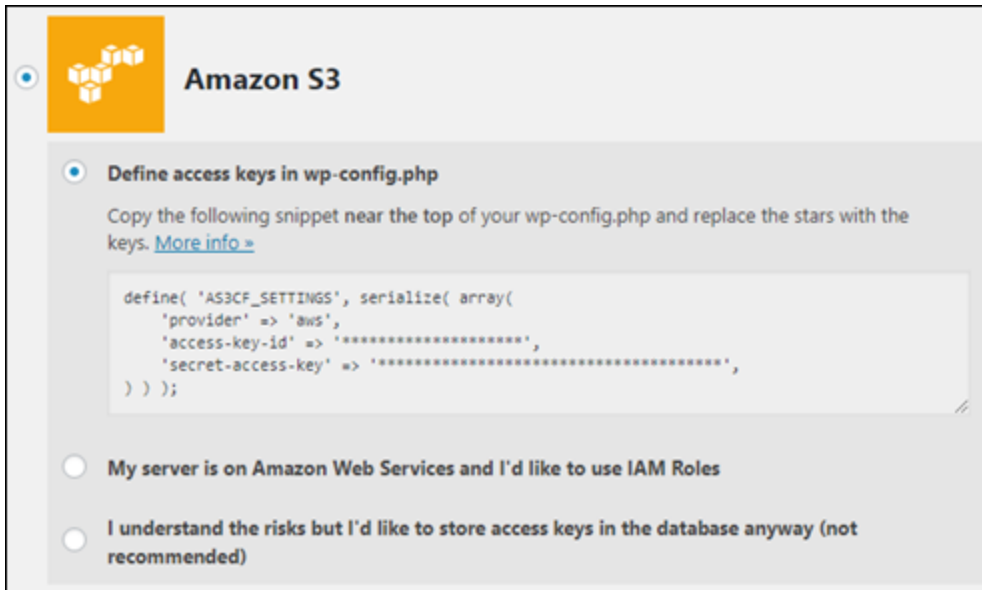 Amazon S3
Define access keys in wp-config.php
Copy the following snippet near the top of your wp-config.php and replace the stars with the
keys. More info »
define( 'AS3CF_SETTINGS', serialize( array(
    'provider' => 'aws',
    'access-key-id' => '********************',
    'secret-access-key' => '**************************************',
) ) );
My server is on Amazon Web Services and I'd like to use IAM Roles
I understand the risks but I'd like to store access keys in the database anyway (not
recommended)